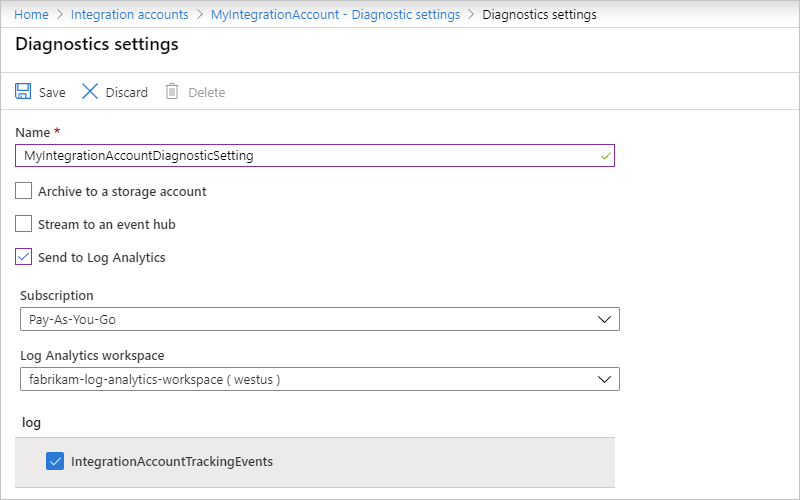 Home > Integration accounts > MyIntegrationAccount - Diagnostic settings > Diagnostics settings
Diagnostics settings
Save Discard Delete
Name *
MyIntegrationAccountDiagnosticSetting
Archive to a storage account
Stream to an event hub
Send to Log Analytics
Subscription
Pay-As-You-Go
Log Analytics workspace
fabrikam-log-analytics-workspace ( westus )
log
IntegrationAccountTrackingEvents